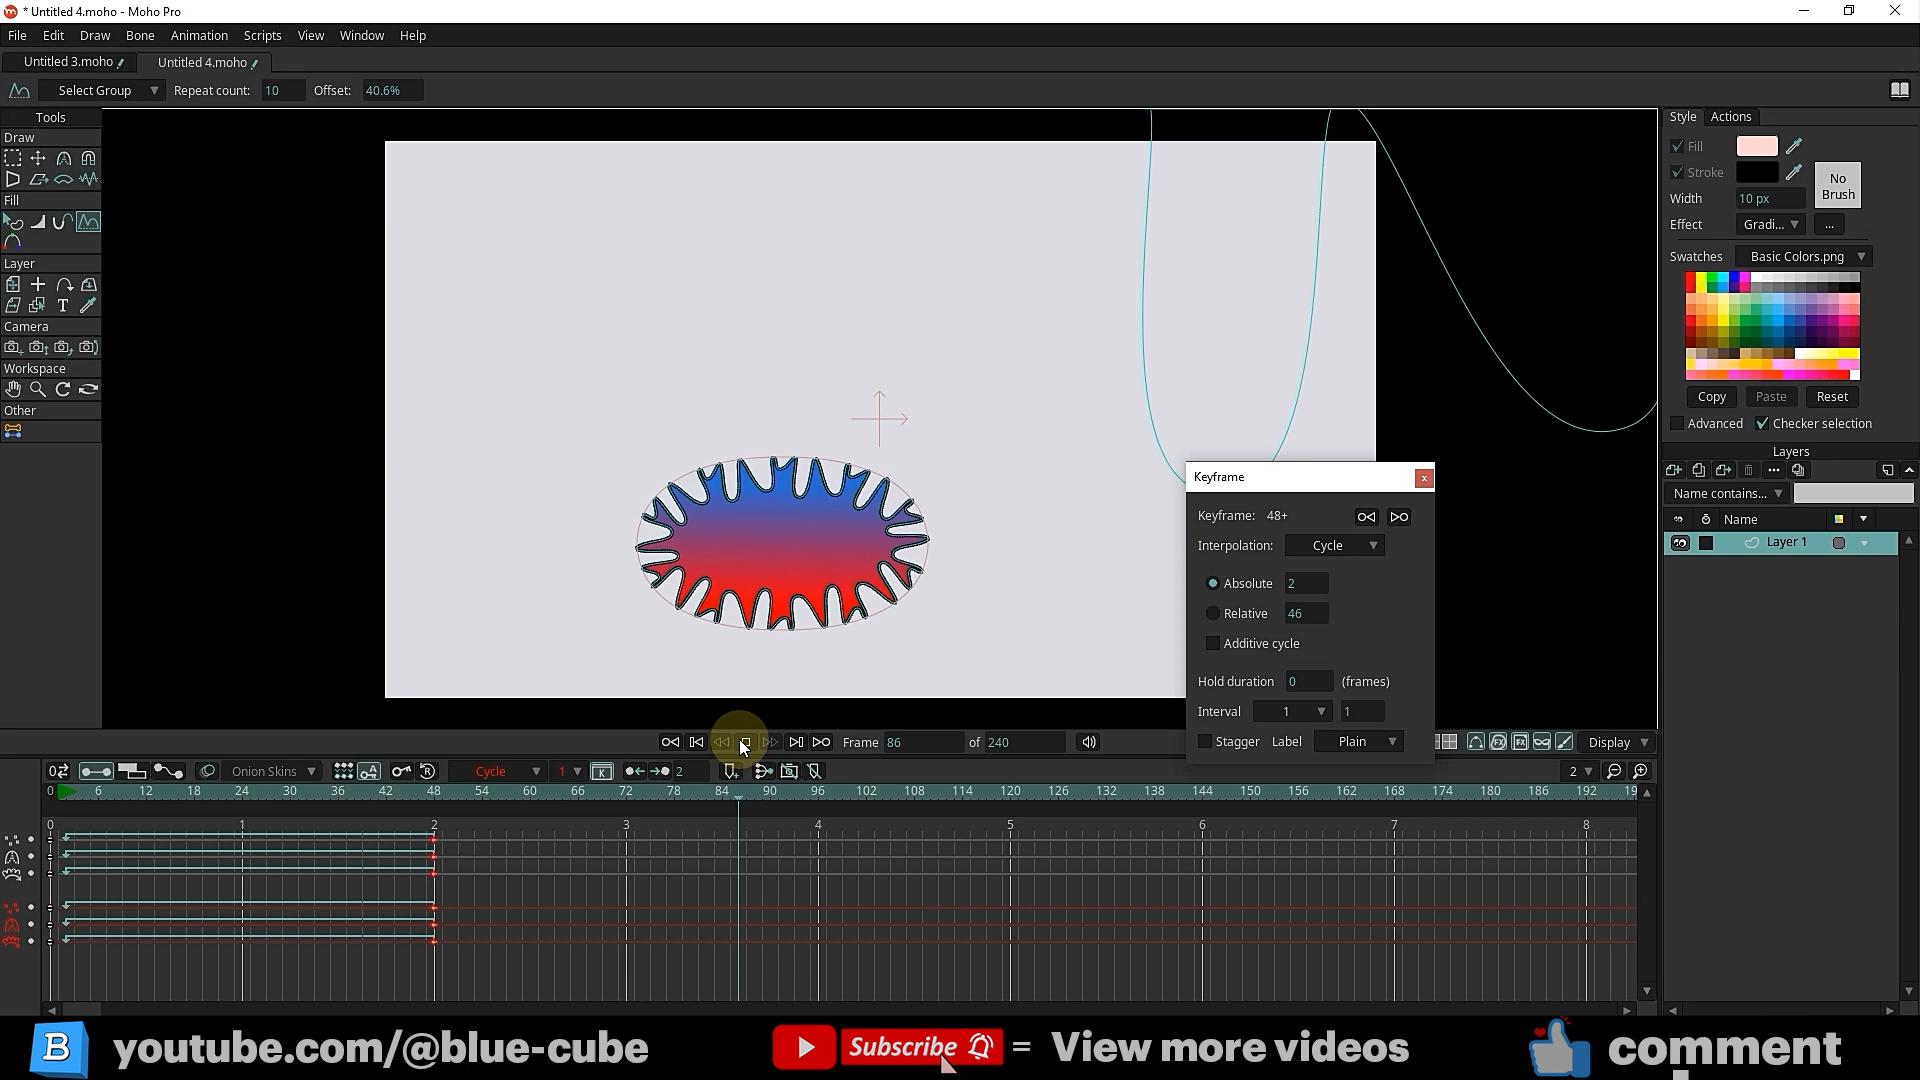 * Untitled 4.moho - Moho Pro
File Edit Draw Bone Animation Scripts View Window Help
Untitled 3.moho Untitled 4.moho
Select Group Repeat count: 10 Offset: 40.6%
Tools
Draw
Fill
Layer
T
Camera
Workspace
Other
Style Actions
Fill
Stroke
No Brush
Width 10 px
Effect Gradi... ...
Swatches Basic Colors.png
Copy Paste Reset
Advanced Checker selection
Layers
Name contains...
Name
Layer 1
Keyframe
Keyframe: 48+
Interpolation: Cycle
Absolute 2
Relative 46
Additive cycle
Hold duration 0 (frames)
Interval 1 1
Stagger Label Plain
Frame 86 of 240
Display
Onion Skins Cycle 1 K 2 2
0 6 12 18 24 30 36 42 48 54 60 66 72 78 84 90 96 102 108 114 120 126 132 138 144 150 156 162 168 174 180 186 192 19
0 1 2 3 4 5 6 7 8
B youtube.com/@blue-cube Subscribe = View more videos comment